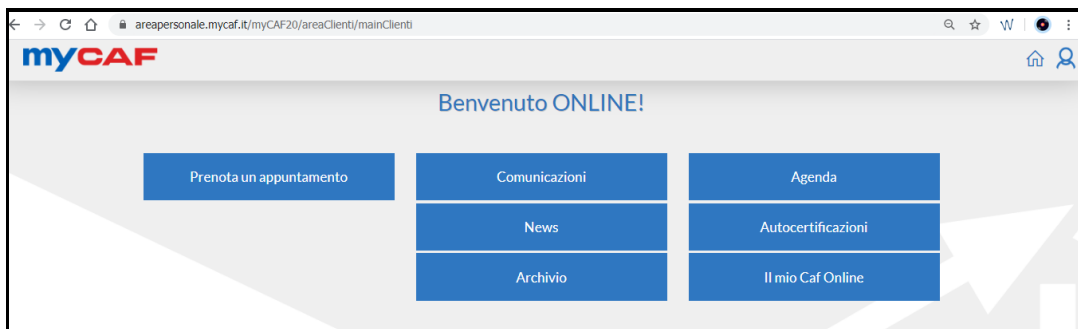 areapersonale.mycaf.it/myCAF20/areaClienti/mainClienti
myCAF
Benvenuto ONLINE!
Prenota un appuntamento
Comunicazioni
Agenda
News
Autocertificazioni
Archivio
Il mio Caf Online